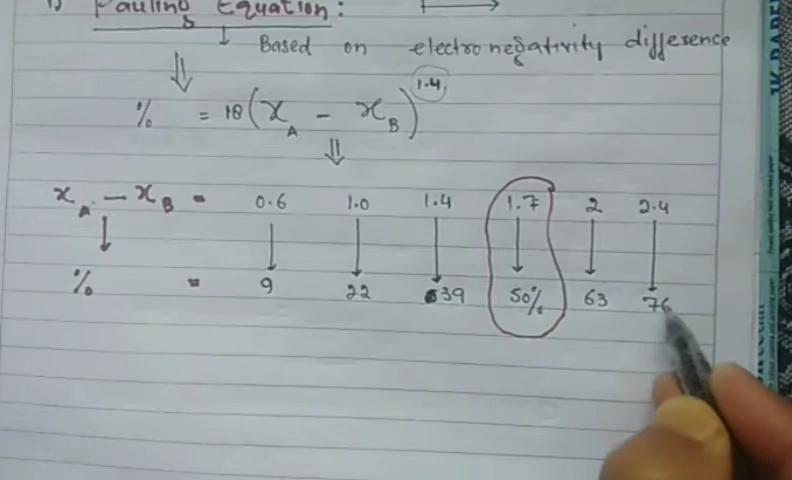 1) Pauling Equation :
Based on electronegativity difference
% = 18 (x_A - x_B)^1.4
x_A - x_B = 0.6 1.0 1.4 1.7 2 2.4
% = 9 22 39 50% 63 76